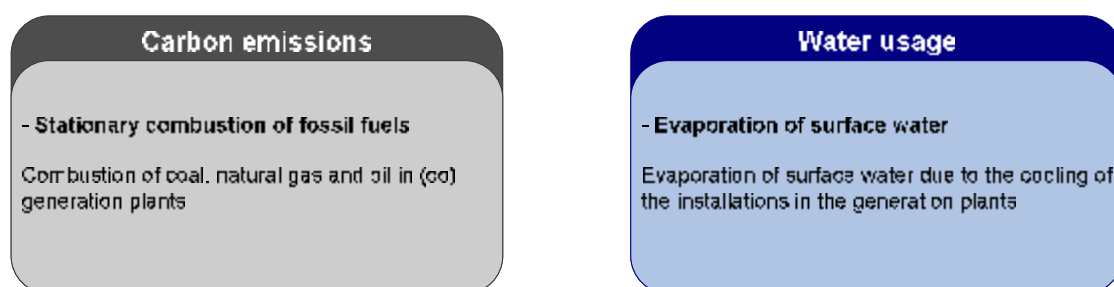 Carbon emissions
- Stationary combustion of fossil fuels
Combustion of coal, natural gas and oil in (co)
generation plants
Water usage
- Evaporation of surface water
Evaporation of surface water due to the cooling of
the installations in the generation plants